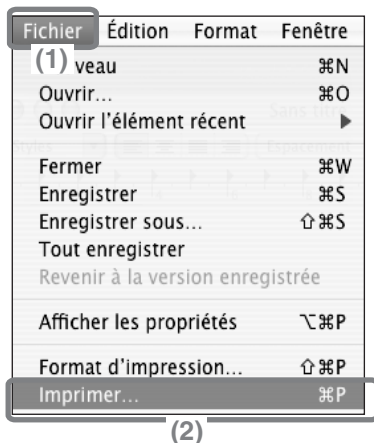 Fichier Édition Format Fenêtre
(1) veau ⌘N
Ouvrir... ⌘O
Ouvrir l'élément récent ▶
Fermer ⌘W
Enregistrer ⌘S
Enregistrer sous... ⇧⌘S
Tout enregistrer
Revenir à la version enregistrée
Afficher les propriétés ⌥⌘P
Format d'impression... ⇧⌘P
Imprimer... ⌘P
(2)